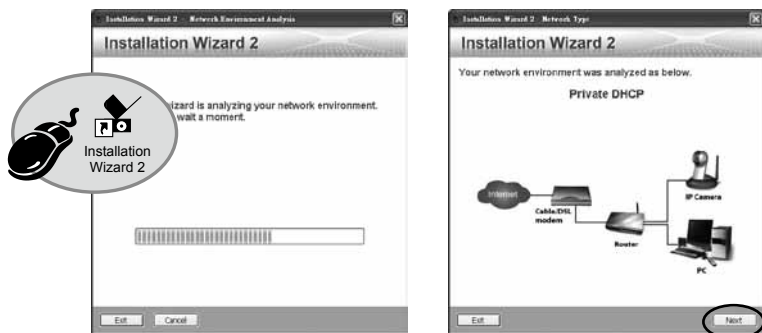 Installation Wizard 2 - Network Environment Analysis
Installation Wizard 2
izard is analyzing your network environment.
wait a moment.
Installation
Wizard 2
Exit
Cancel
Installation Wizard 2 - Network Type
Installation Wizard 2
Your network environment was analyzed as below.
Private DHCP
Internet
Cable/DSL
modem
Router
IP Camera
PC
Exit
Next